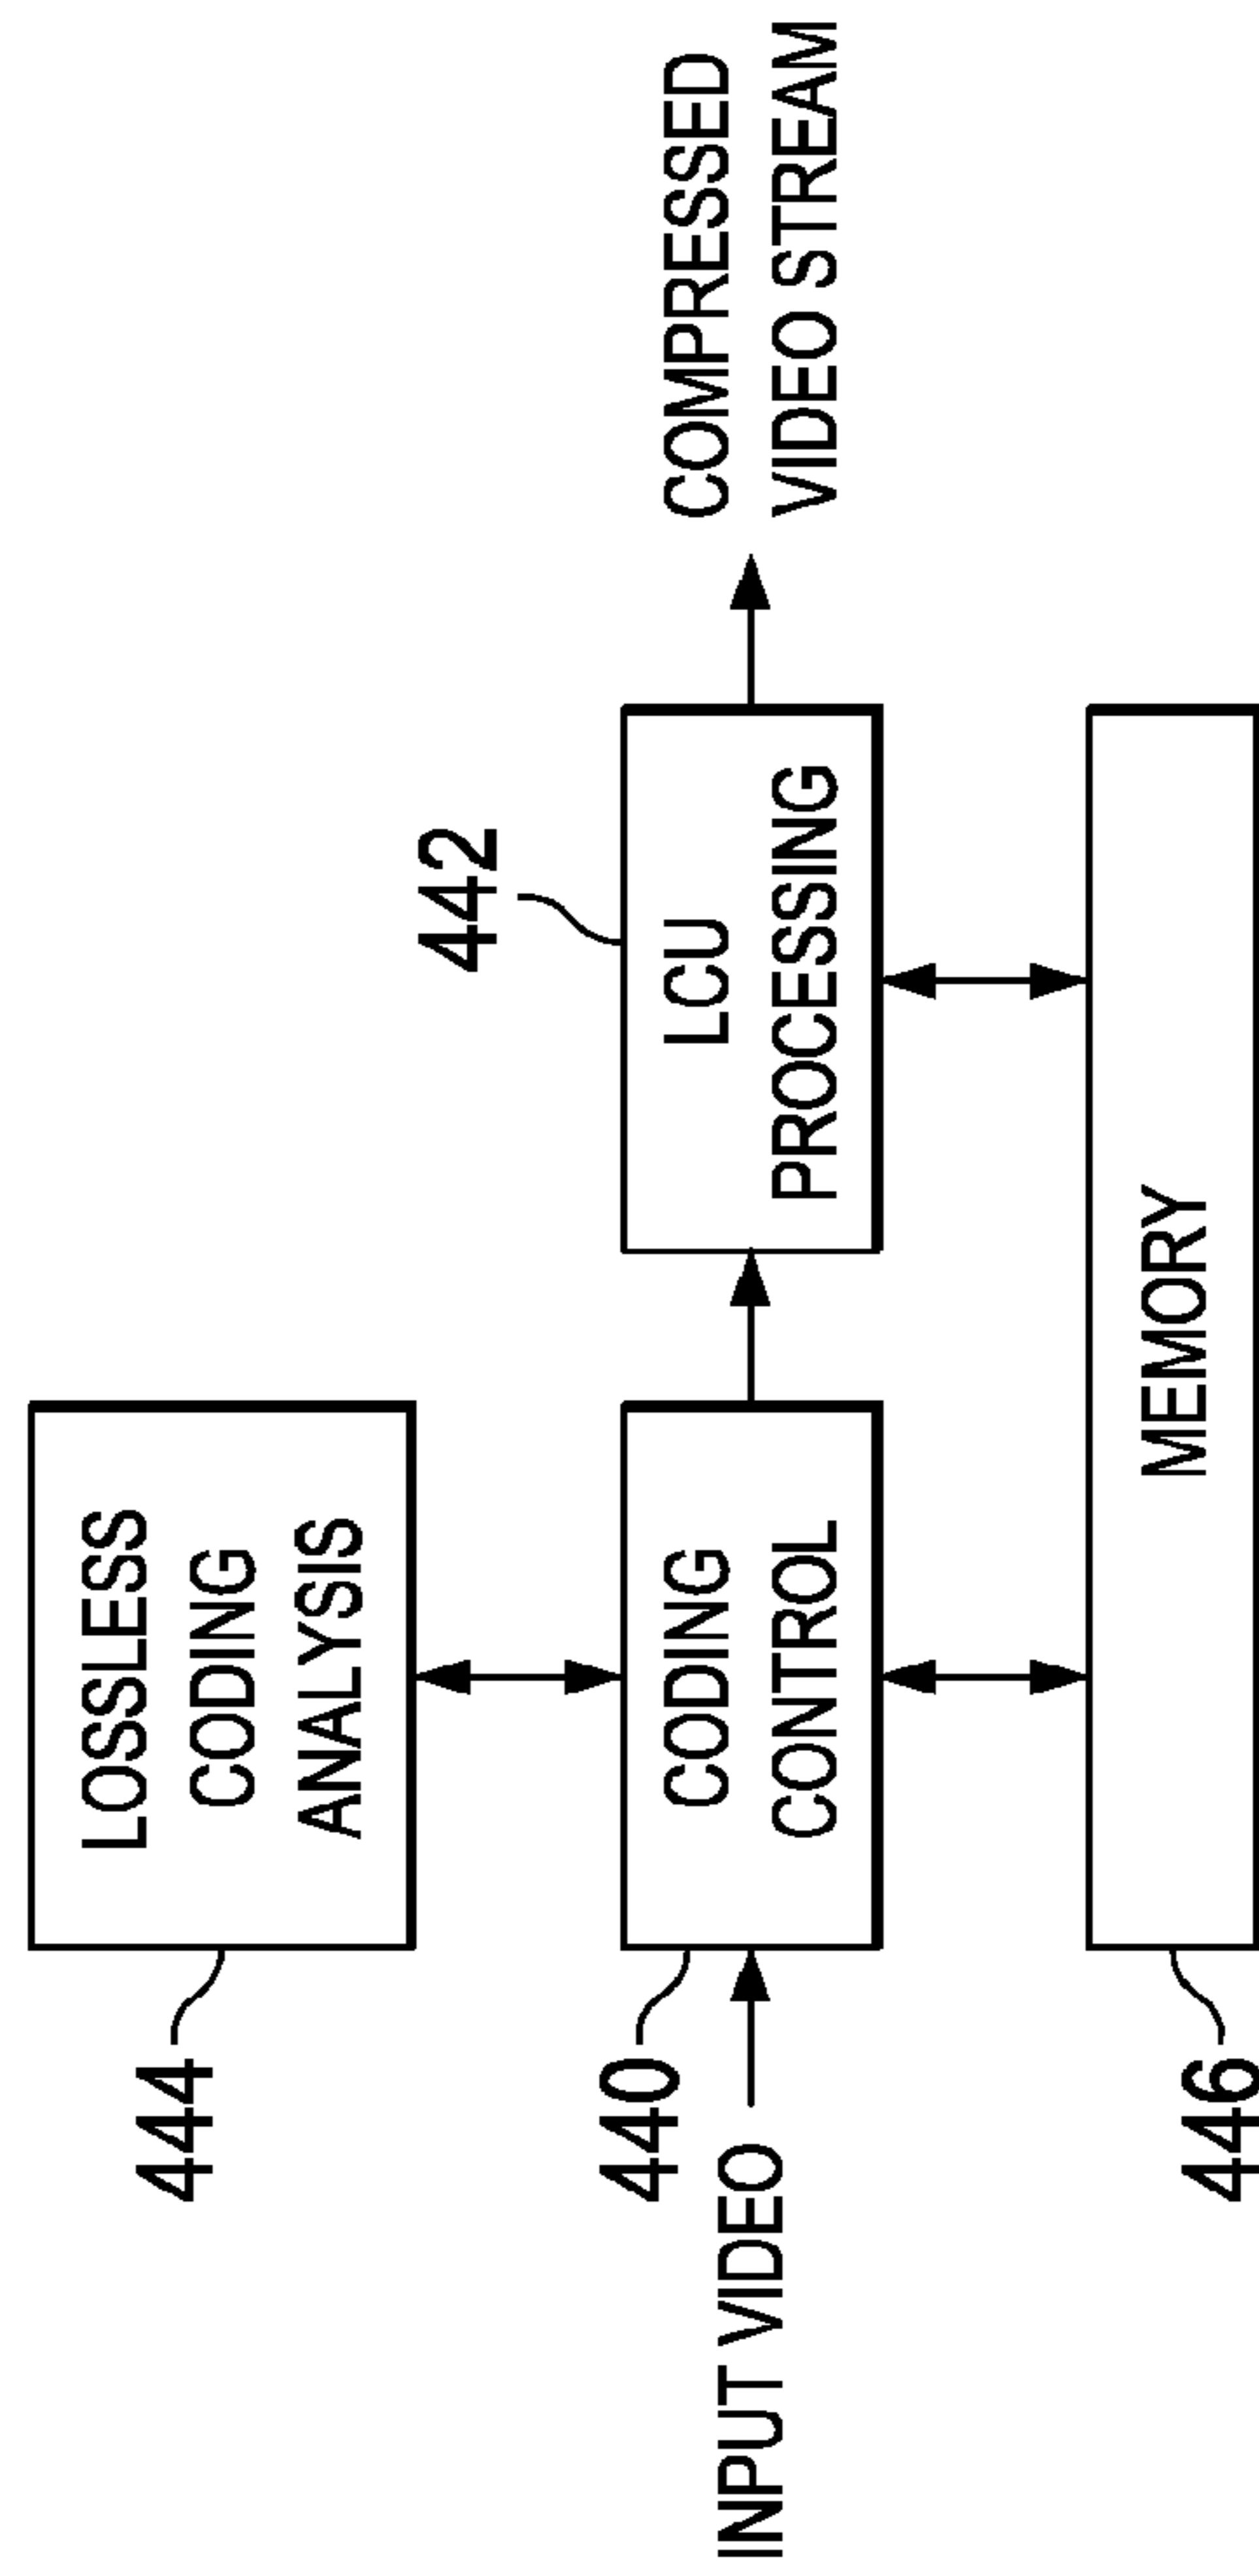 444
LOSSLESS
CODING
ANALYSIS
442
440
INPUT VIDEO
CODING
CONTROL
LCU
PROCESSING
COMPRESSED
VIDEO STREAM
446
MEMORY